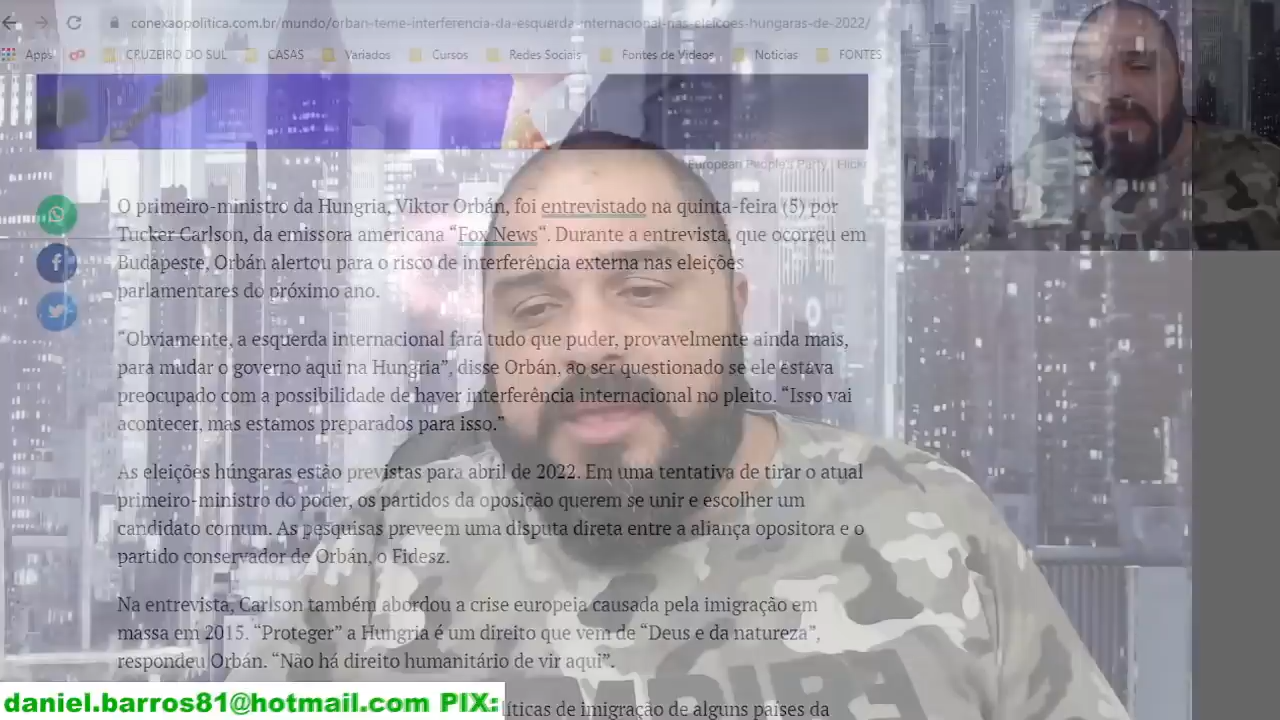 conexaopolitica.com.br/mundo/orban-teme-interferencia-da-esquerda-internacional-nas-eleicoes-hungaras-de-2022/
Apps CRUZEIRO DO SUL CASAS Variados Cursos Redes Sociais Fontes de Videos Notícias FONTES
European People's Party | Flickr
O primeiro-ministro da Hungria, Viktor Orbán, foi entrevistado na quinta-feira (5) por
Tucker Carlson, da emissora americana “Fox News“. Durante a entrevista, que ocorreu em
Budapeste, Orbán alertou para o risco de interferência externa nas eleições
parlamentares do próximo ano.
“Obviamente, a esquerda internacional fará tudo que puder, provavelmente ainda mais,
para mudar o governo aqui na Hungria”, disse Orbán, ao ser questionado se ele estava
preocupado com a possibilidade de haver interferência internacional no pleito. “Isso vai
acontecer, mas estamos preparados para isso.”
As eleições húngaras estão previstas para abril de 2022. Em uma tentativa de tirar o atual
primeiro-ministro do poder, os partidos da oposição querem se unir e escolher um
candidato comum. As pesquisas preveem uma disputa direta entre a aliança opositora e o
partido conservador de Orbán, o Fidesz.
Na entrevista, Carlson também abordou a crise europeia causada pela imigração em
massa em 2015. “Proteger” a Hungria é um direito que vem de “Deus e da natureza”,
respondeu Orbán. “Não há direito humanitário de vir aqui”.
daniel.barros81@hotmail.com PIX:
líticas de imigração de alguns países da